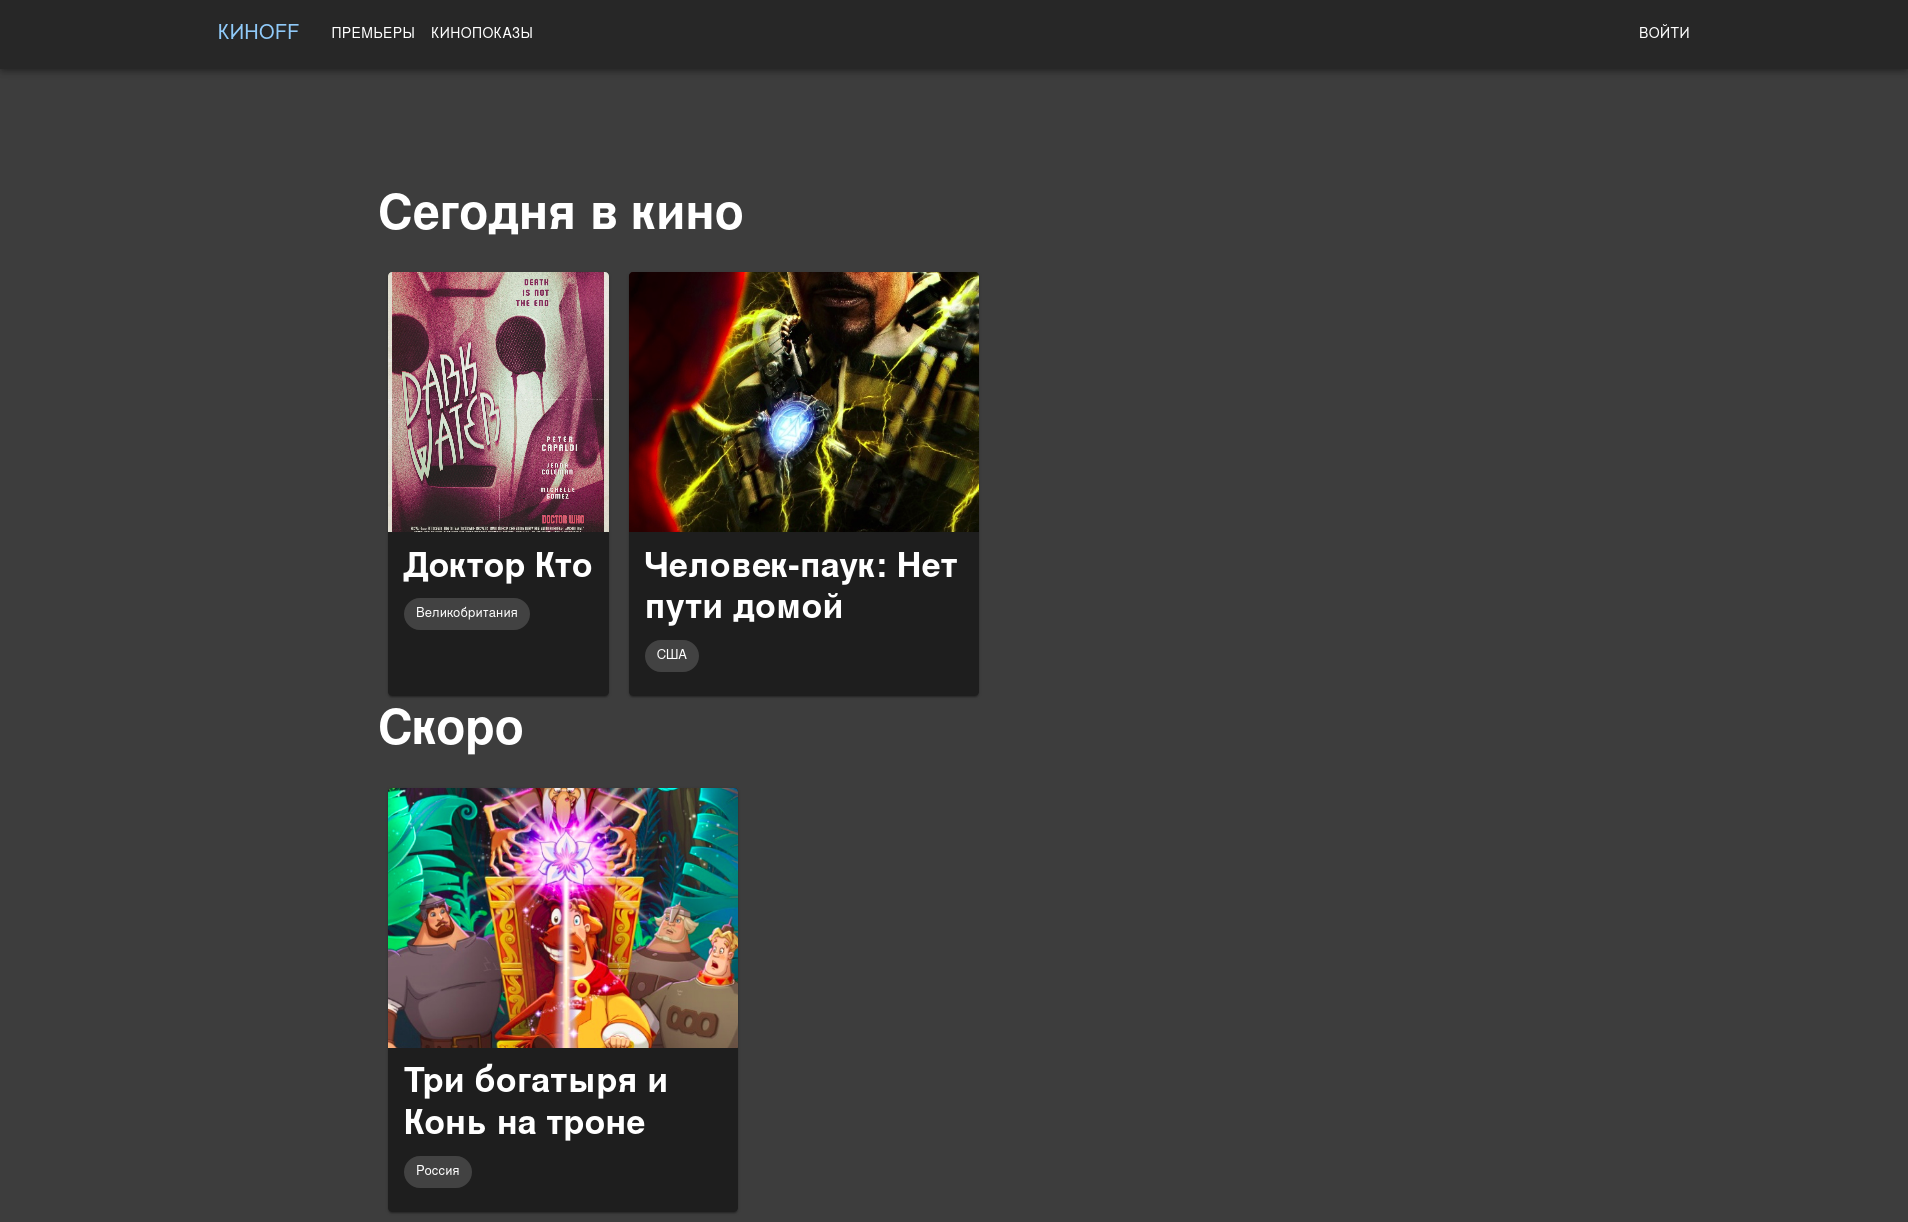 КИНОFF ПРЕМЬЕРЫ КИНОПОКАЗЫ ВОЙТИ
Сегодня в кино
DEATH
IS NOT
THE END
DARK
WATER
PETER
CAPALDI
JENNA
COLEMAN
MICHELLE
GOMEZ
DOCTOR WHO
Доктор Кто
Великобритания
Человек-паук: Нет
пути домой
США
Скоро
Три богатыря и
Конь на троне
Россия